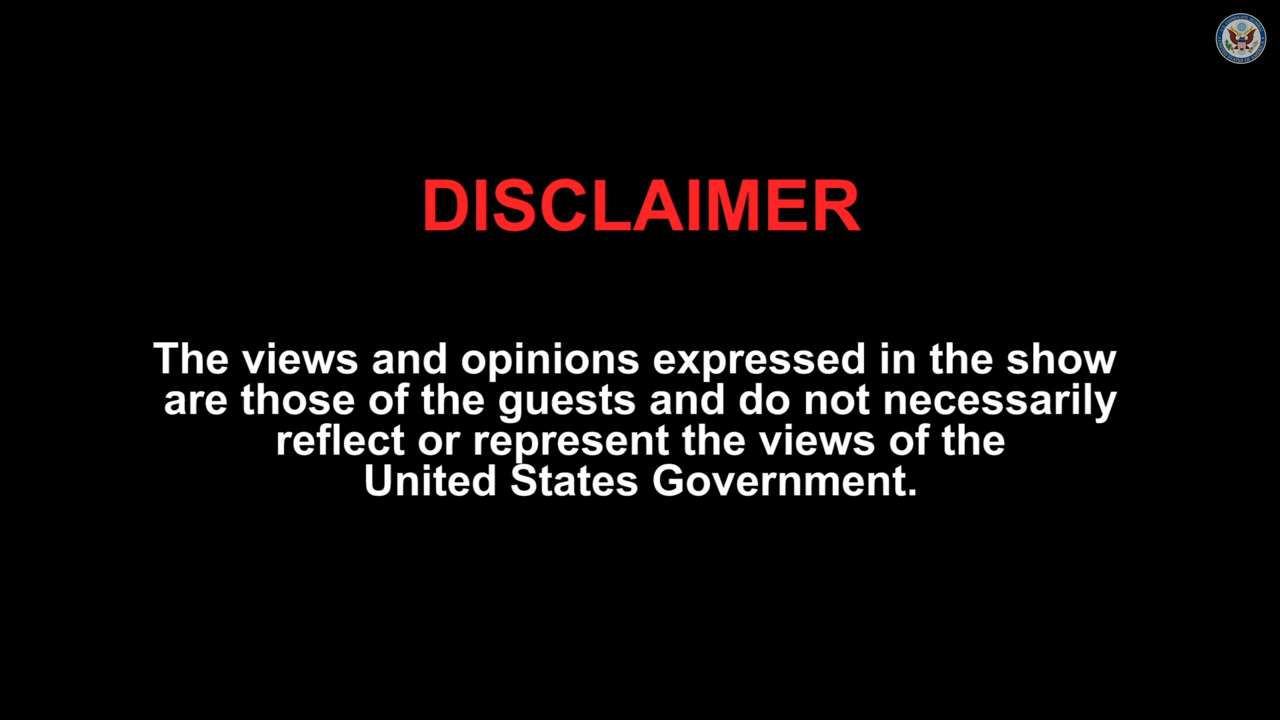 DISCLAIMER
The views and opinions expressed in the show
are those of the guests and do not necessarily
reflect or represent the views of the
United States Government.